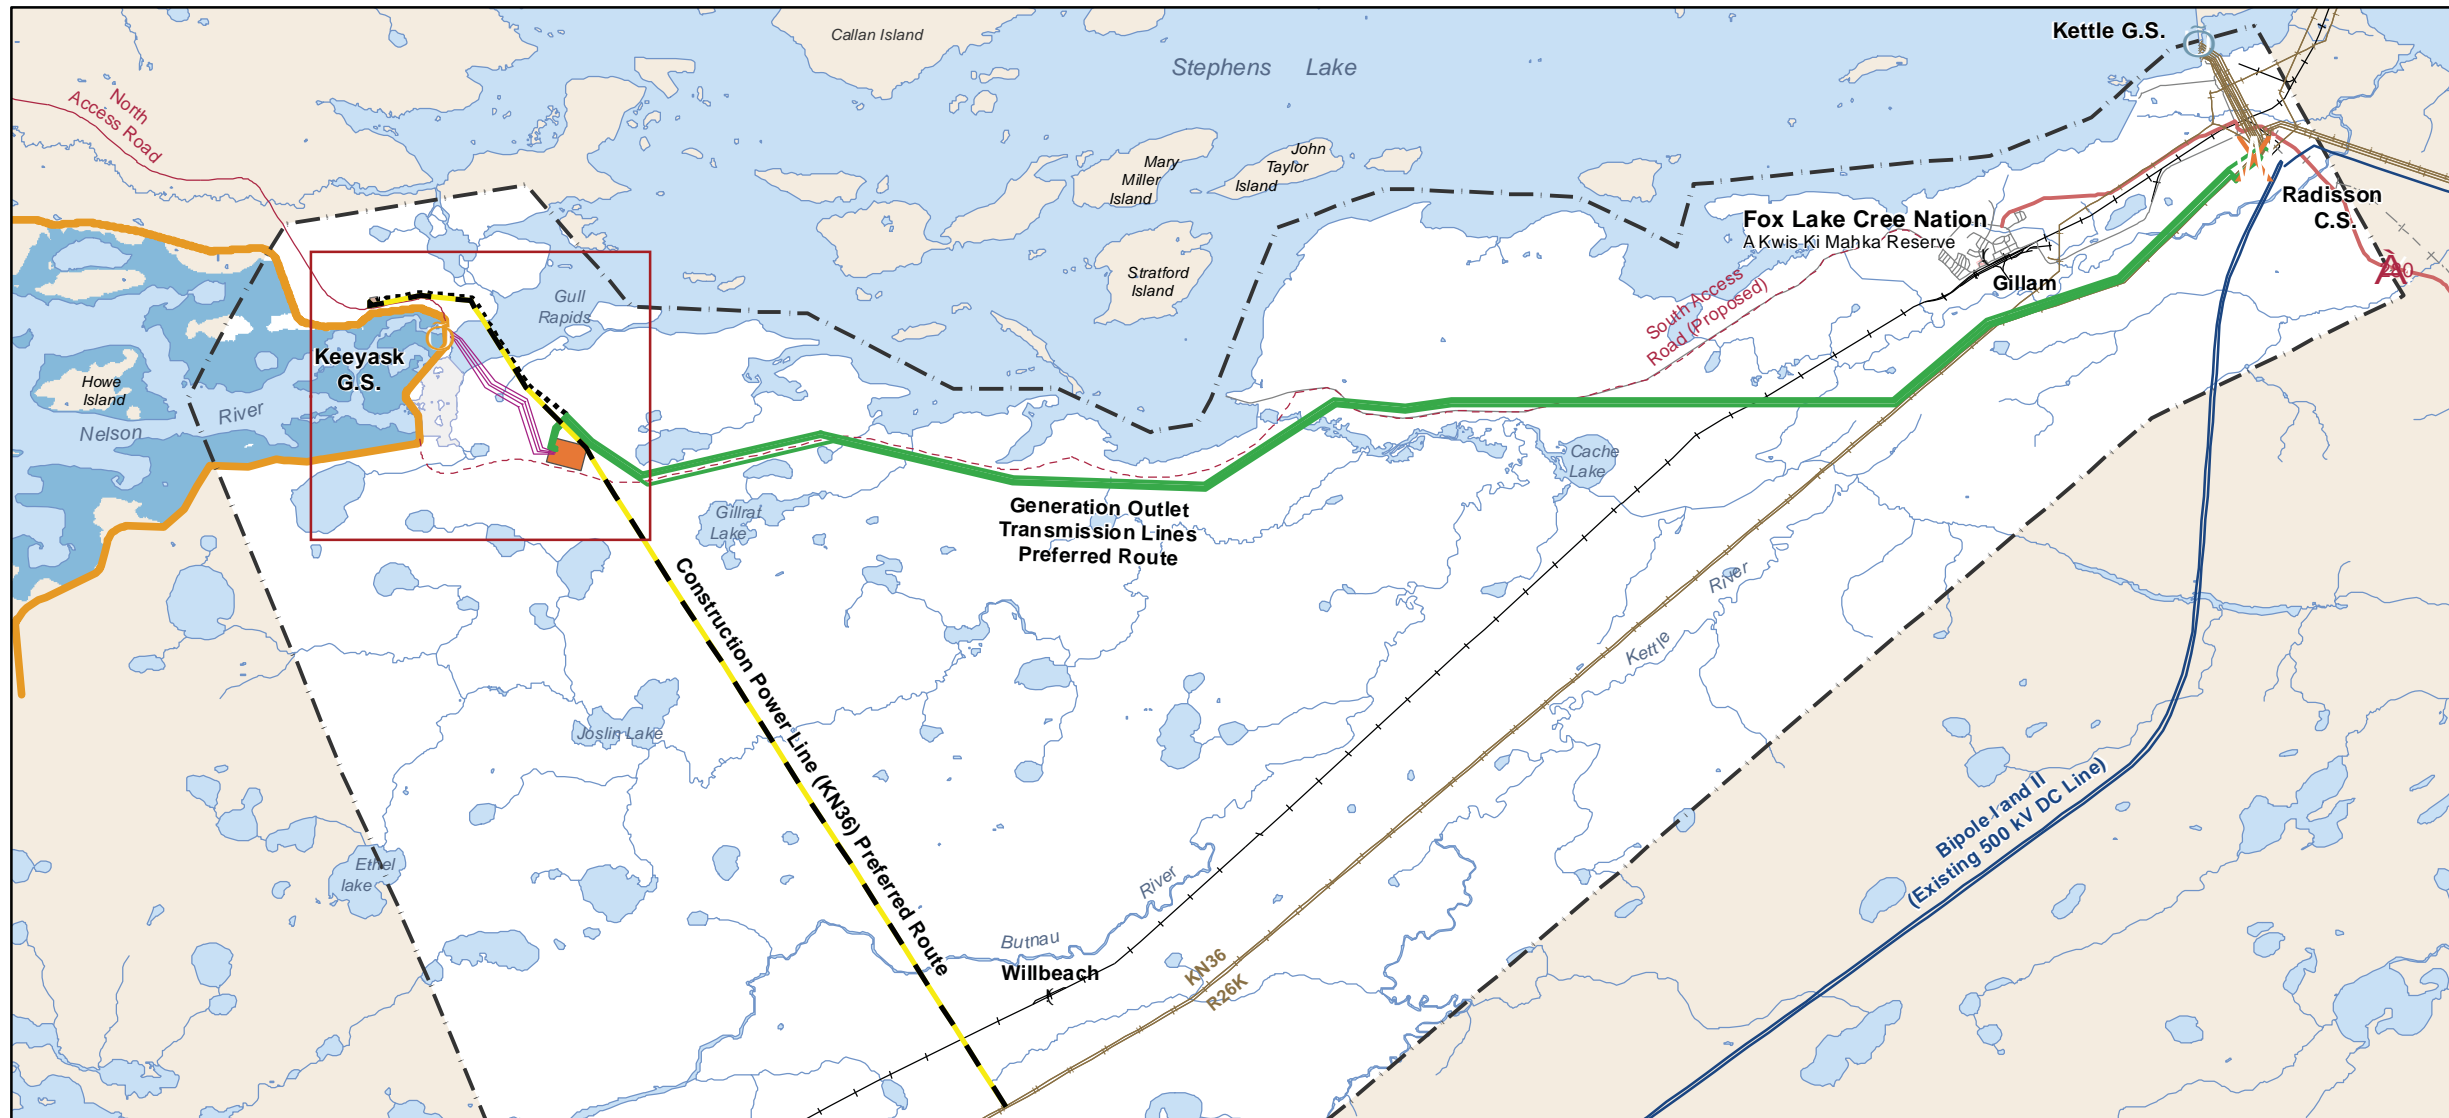 Callan Island
Stephens Lake
Kettle G.S.
North
Access Road
Mary
Miller
Island
John
Taylor
Island
Stratford
Island
Fox Lake Cree Nation
A Kwis Ki Mahka Reserve
Gillam
Radisson
C.S.
280
South Access
Road (Proposed)
Gull
Rapids
Keeyask
G.S.
Howe
Island
Nelson
River
Gillrat
Lake
Generation Outlet
Transmission Lines
Preferred Route
Cache
Lake
Construction Power Line (KN36) Preferred Route
Kettle
River
Joslin Lake
Ethel
lake
Butnau
River
Willbeach
KN36
R26K
Bipole I and II
(Existing 500 kV DC Line)